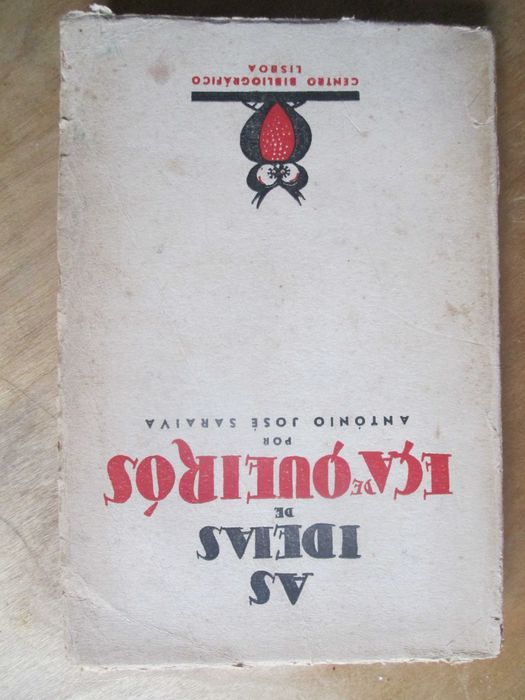 AS
IDEIAS
DE
EÇA DE QUEIRÓS
POR
ANTÓNIO JOSÉ SARAIVA
CENTRO BIBLIOGRÁFICO
LISBOA